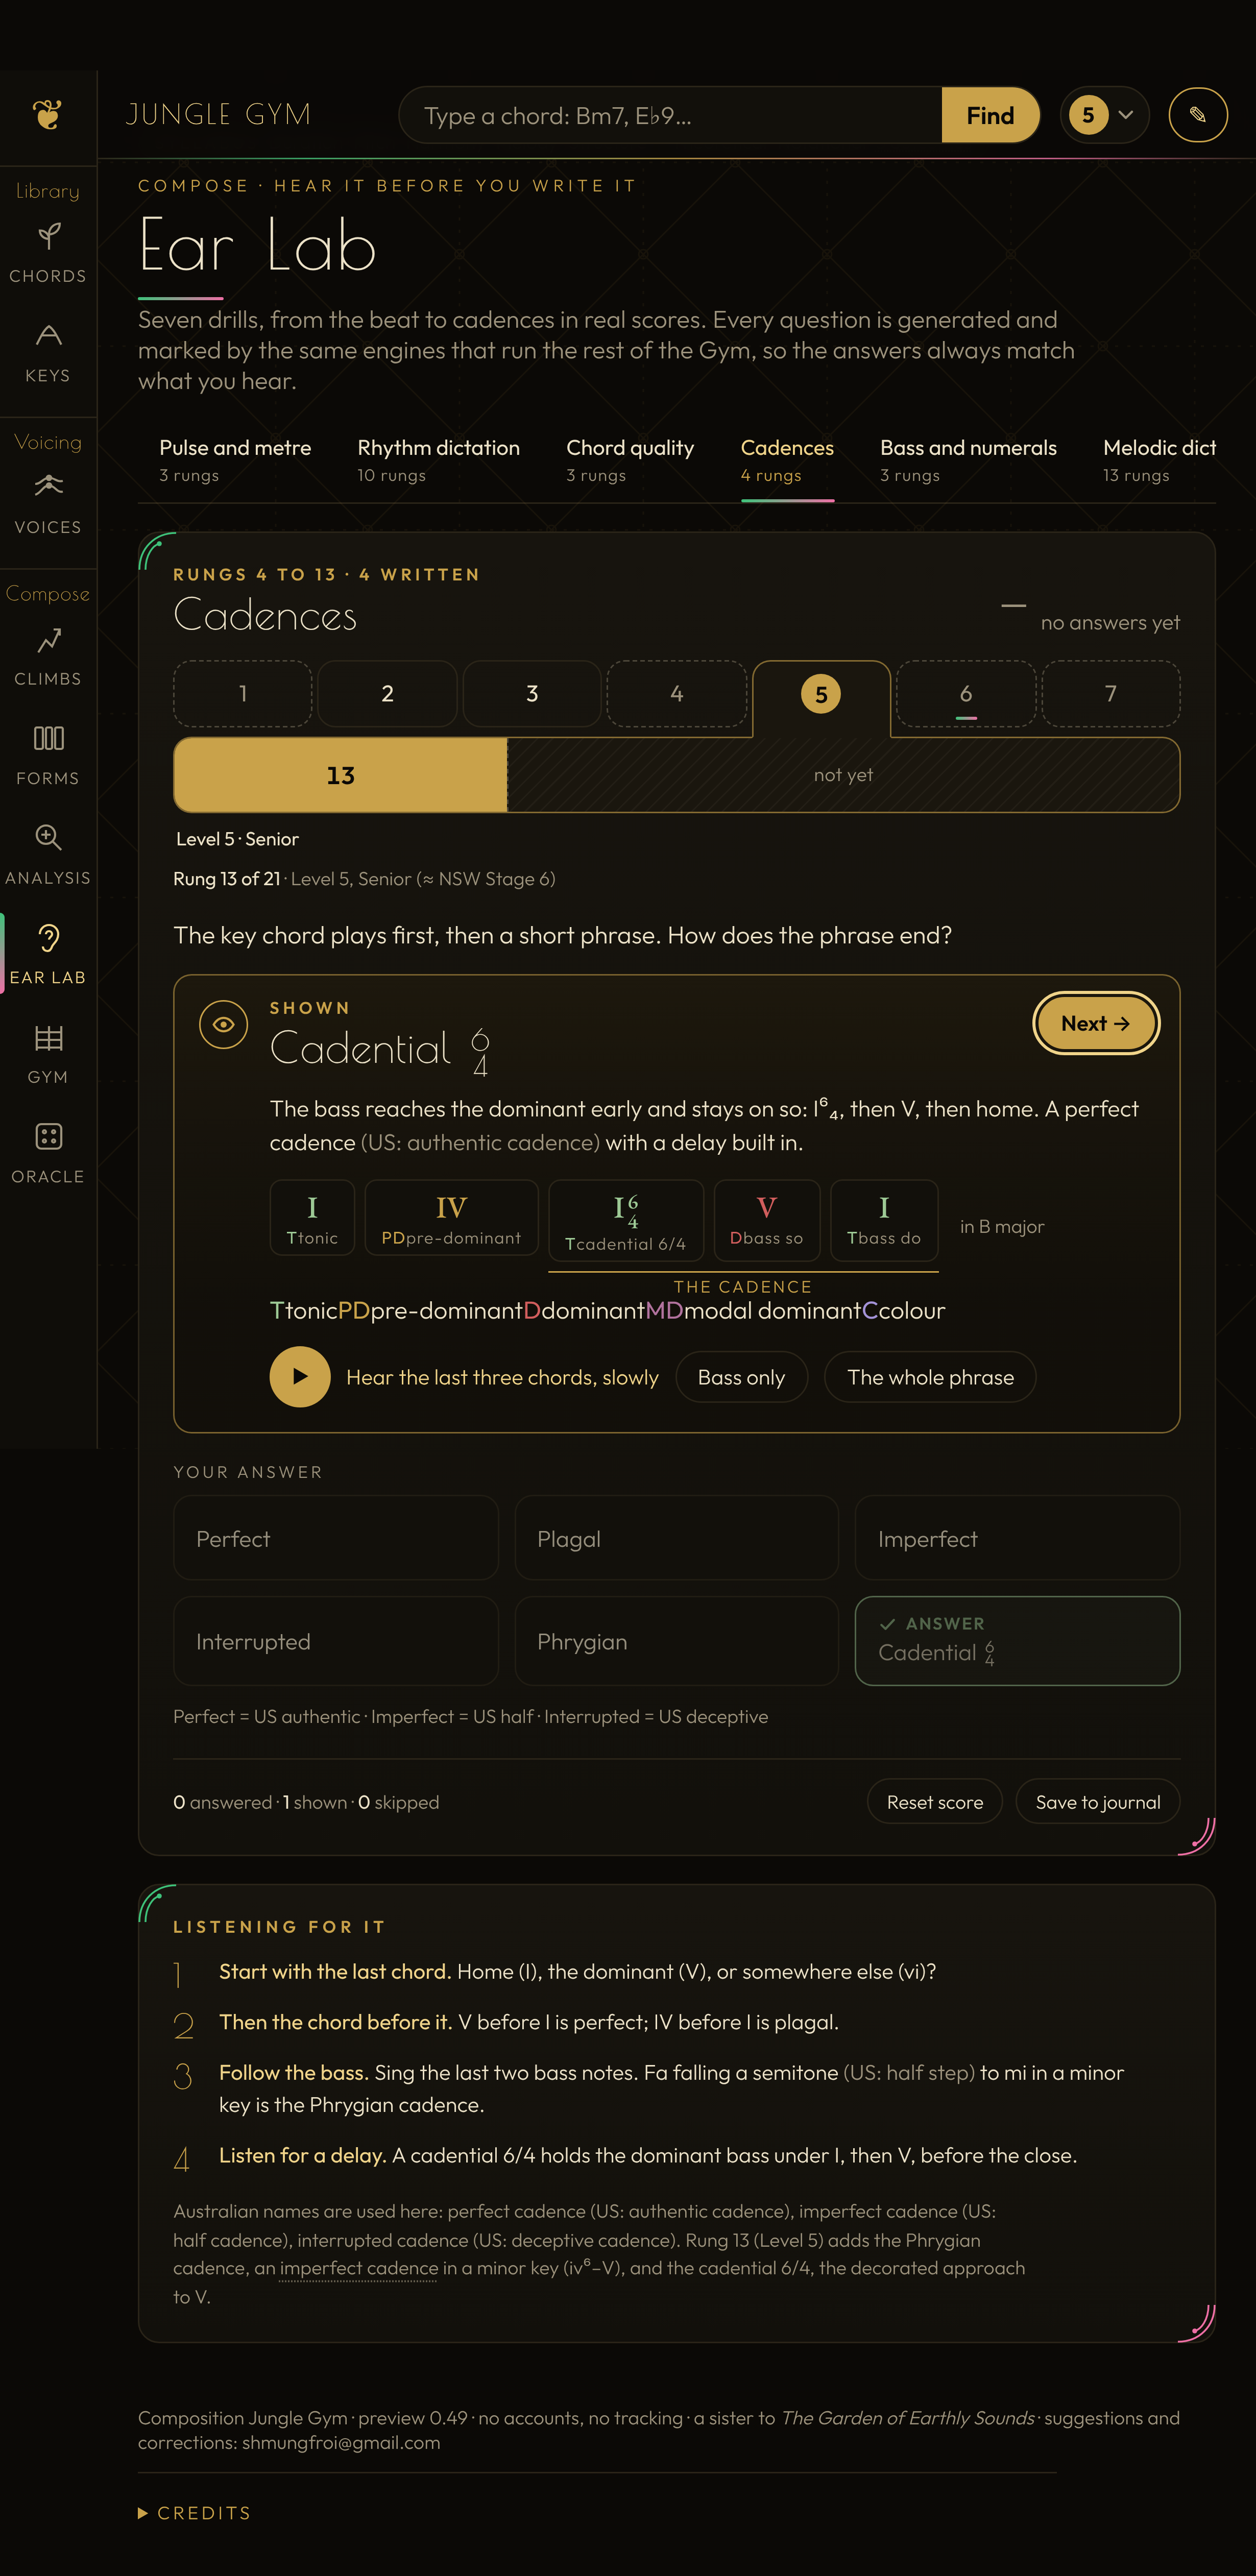 JUNGLE GYM
Type a chord: Bm7, E♭9...
Find
5
Library
CHORDS
KEYS
Voicing
VOICES
Compose
CLIMBS
FORMS
ANALYSIS
EAR LAB
GYM
ORACLE
COMPOSE · HEAR IT BEFORE YOU WRITE IT
Ear Lab
Seven drills, from the beat to cadences in real scores. Every question is generated and
marked by the same engines that run the rest of the Gym, so the answers always match
what you hear.
Pulse and metre
3 rungs
Rhythm dictation
10 rungs
Chord quality
3 rungs
Cadences
4 rungs
Bass and numerals
3 rungs
Melodic dict
13 rungs
RUNGS 4 TO 13 · 4 WRITTEN
Cadences
— no answers yet
1 2 3 4 5 6 7
13 not yet
Level 5 · Senior
Rung 13 of 21 · Level 5, Senior (≈ NSW Stage 6)
The key chord plays first, then a short phrase. How does the phrase end?
SHOWN
Next →
Cadential 6 4
The bass reaches the dominant early and stays on so: I⁶₄, then V, then home. A perfect
cadence (US: authentic cadence) with a delay built in.
I
Ttonic
IV
PDpre-dominant
I 6 4
Tcadential 6/4
V
Dbass so
I
Tbass do
in B major
THE CADENCE
TtonicPDpre-dominantDdominantMDmodal dominantCcolour
Hear the last three chords, slowly
Bass only
The whole phrase
YOUR ANSWER
Perfect
Plagal
Imperfect
Interrupted
Phrygian
✓ ANSWER
Cadential 6 4
Perfect = US authentic · Imperfect = US half · Interrupted = US deceptive
0 answered · 1 shown · 0 skipped
Reset score
Save to journal
LISTENING FOR IT
1 Start with the last chord. Home (I), the dominant (V), or somewhere else (vi)?
2 Then the chord before it. V before I is perfect; IV before I is plagal.
3 Follow the bass. Sing the last two bass notes. Fa falling a semitone (US: half step) to mi in a minor
key is the Phrygian cadence.
4 Listen for a delay. A cadential 6/4 holds the dominant bass under I, then V, before the close.
Australian names are used here: perfect cadence (US: authentic cadence), imperfect cadence (US:
half cadence), interrupted cadence (US: deceptive cadence). Rung 13 (Level 5) adds the Phrygian
cadence, an imperfect cadence in a minor key (iv⁶–V), and the cadential 6/4, the decorated approach
to V.
Composition Jungle Gym · preview 0.49 · no accounts, no tracking · a sister to The Garden of Earthly Sounds · suggestions and
corrections: shmungfroi@gmail.com
▶ CREDITS